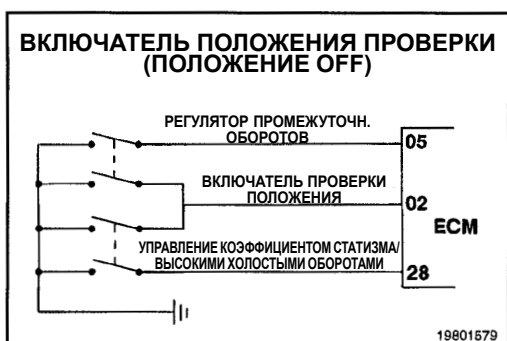 ВКЛЮЧАТЕЛЬ ПОЛОЖЕНИЯ ПРОВЕРКИ
(ПОЛОЖЕНИЕ OFF)
РЕГУЛЯТОР ПРОМЕЖУТОЧН.
ОБОРОТОВ
05
ВКЛЮЧАТЕЛЬ ПРОВЕРКИ
ПОЛОЖЕНИЯ
02
ECM
УПРАВЛЕНИЕ КОЭФФИЦИЕНТОМ СТАТИЗМА/
ВЫСОКИМИ ХОЛОСТЫМИ ОБОРОТАМИ
28
19801579